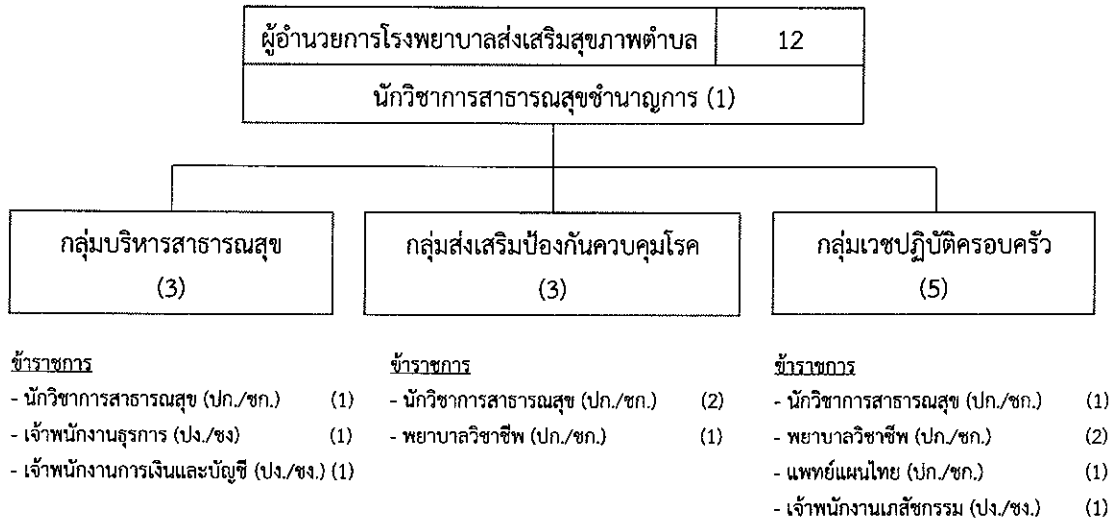 ผู้อำนวยการโรงพยาบาลส่งเสริมสุขภาพตำบล 12
นักวิชาการสาธารณสุขชำนาญการ (1)
กลุ่มบริหารสาธารณสุข
(3)
กลุ่มส่งเสริมป้องกันควบคุมโรค
(3)
กลุ่มเวชปฏิบัติครอบครัว
(5)
ข้าราชการ
- นักวิชาการสาธารณสุข (ปก./ชก.) (1)
- เจ้าพนักงานธุรการ (ปง./ชง) (1)
- เจ้าพนักงานการเงินและบัญชี (ปง./ชง.) (1)
ข้าราชการ
- นักวิชาการสาธารณสุข (ปก./ชก.) (2)
- พยาบาลวิชาชีพ (ปก./ชก.) (1)
ข้าราชการ
- นักวิชาการสาธารณสุข (ปก./ชก.) (1)
- พยาบาลวิชาชีพ (ปก./ชก.) (2)
- แพทย์แผนไทย (ปก./ชก.) (1)
- เจ้าพนักงานเภสัชกรรม (ปง./ชง.) (1)